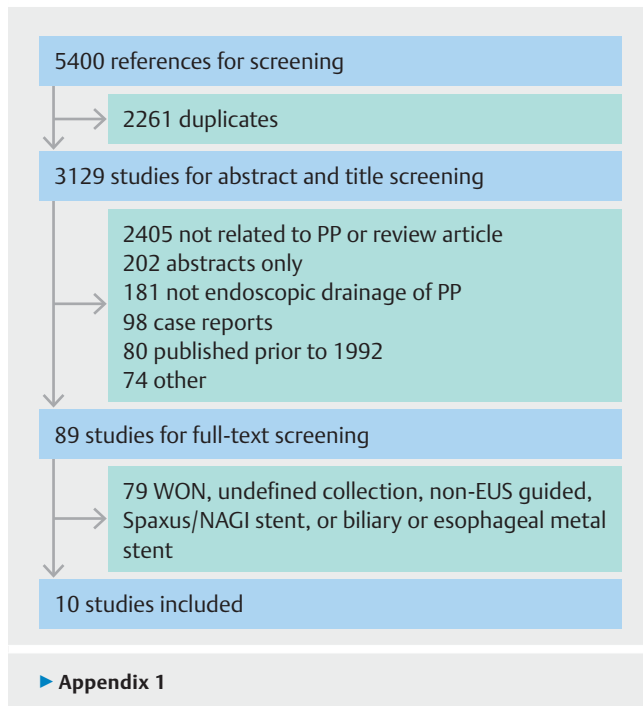 5400 references for screening
2261 duplicates
3129 studies for abstract and title screening
2405 not related to PP or review article
202 abstracts only
181 not endoscopic drainage of PP
98 case reports
80 published prior to 1992
74 other
89 studies for full-text screening
79 WON, undefined collection, non-EUS guided,
Spaxus/NAGI stent, or biliary or esophageal metal
stent
10 studies included
▶ Appendix 1